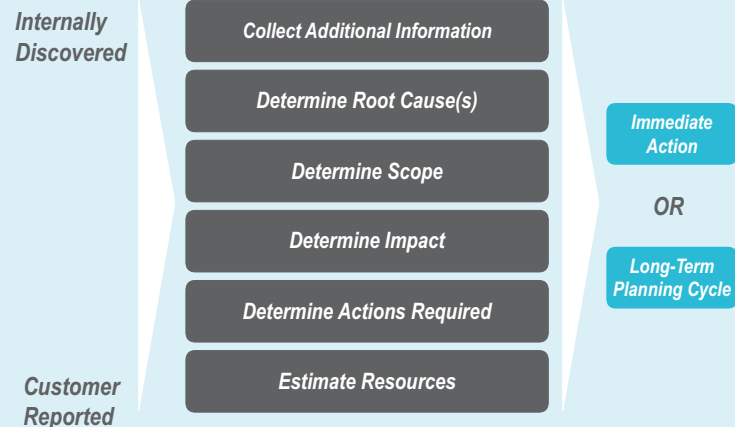 Internally
Discovered
Collect Additional Information
Determine Root Cause(s)
Determine Scope
Determine Impact
Determine Actions Required
Estimate Resources
Customer
Reported
Immediate
Action
OR
Long-Term
Planning Cycle